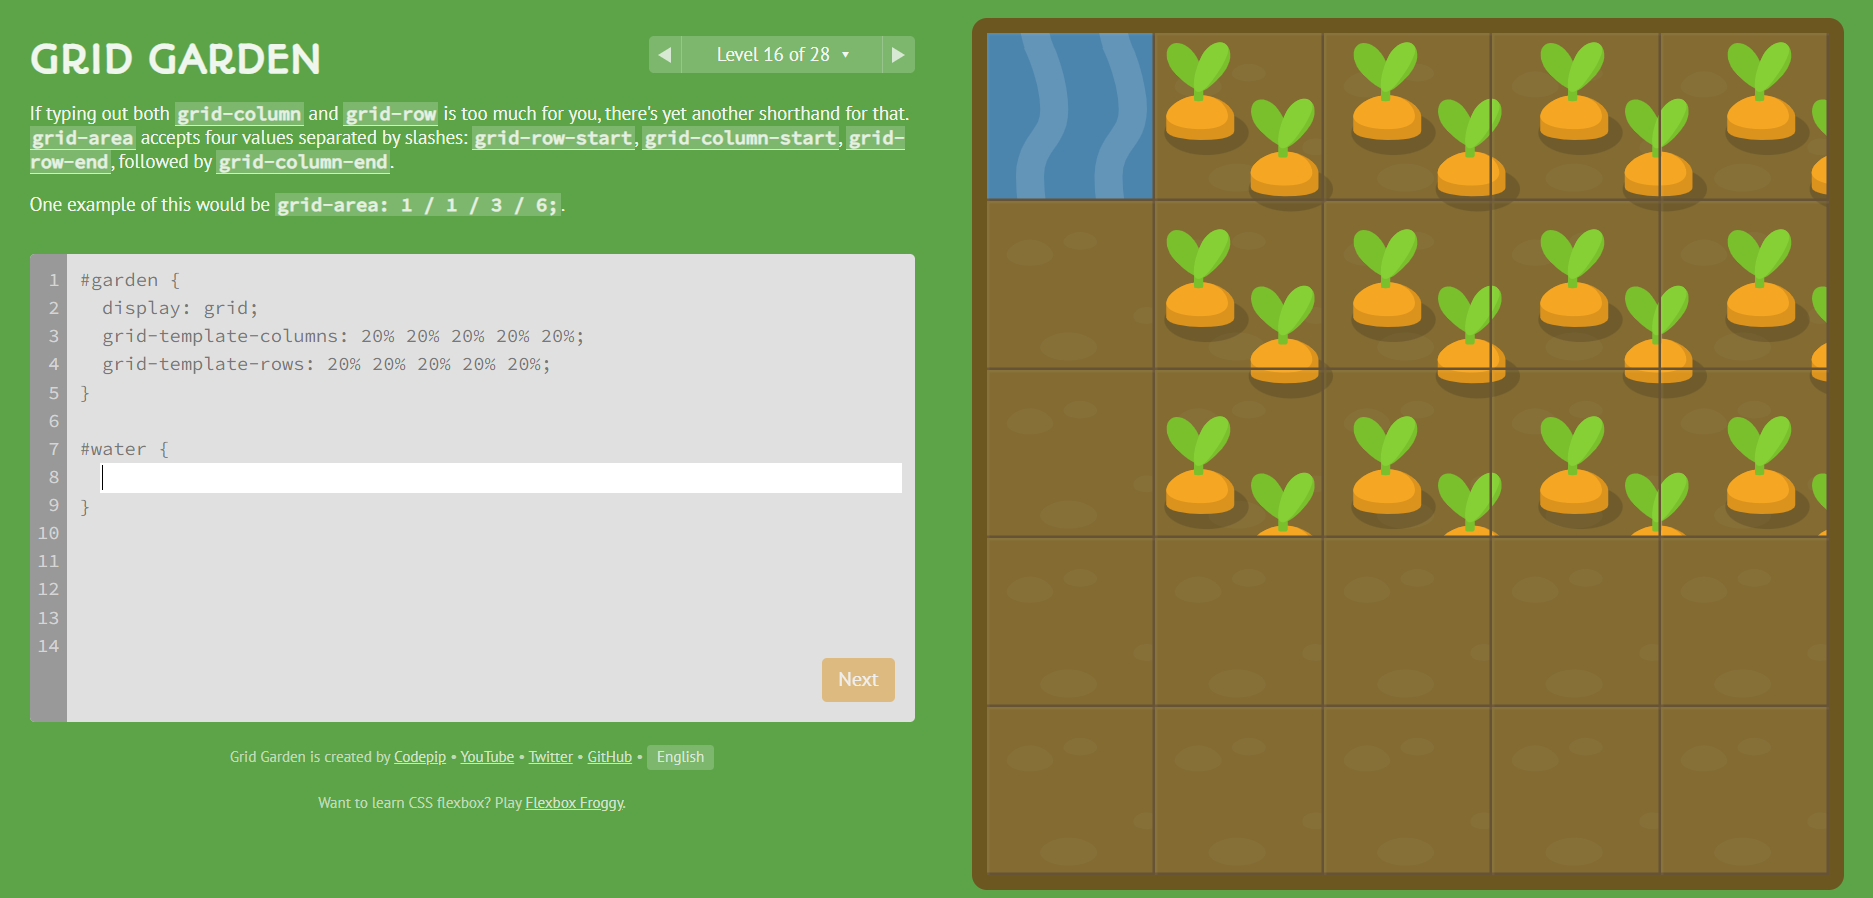 GRID GARDEN
◀ Level 16 of 28 ▾ ▶
If typing out both grid-column and grid-row is too much for you, there's yet another shorthand for that.
grid-area accepts four values separated by slashes: grid-row-start, grid-column-start, grid-
row-end, followed by grid-column-end.
One example of this would be grid-area: 1 / 1 / 3 / 6;.
1 #garden {
2 display: grid;
3 grid-template-columns: 20% 20% 20% 20% 20%;
4 grid-template-rows: 20% 20% 20% 20% 20%;
5 }
6
7 #water {
8
9 }
10
11
12
13
14
Next
Grid Garden is created by Codepip • YouTube • Twitter • GitHub • English
Want to learn CSS flexbox? Play Flexbox Froggy.